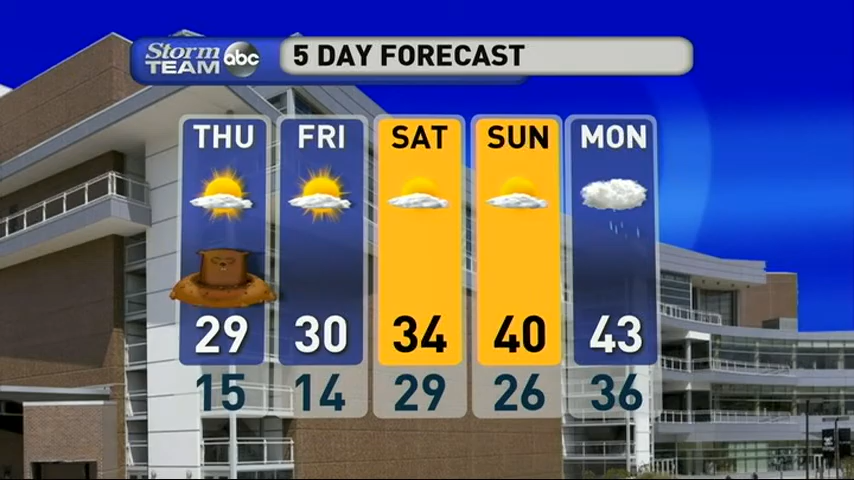 Storm
TEAM abc
5 DAY FORECAST
THU FRI SAT SUN MON
29 30 34 40 43
15 14 29 26 36